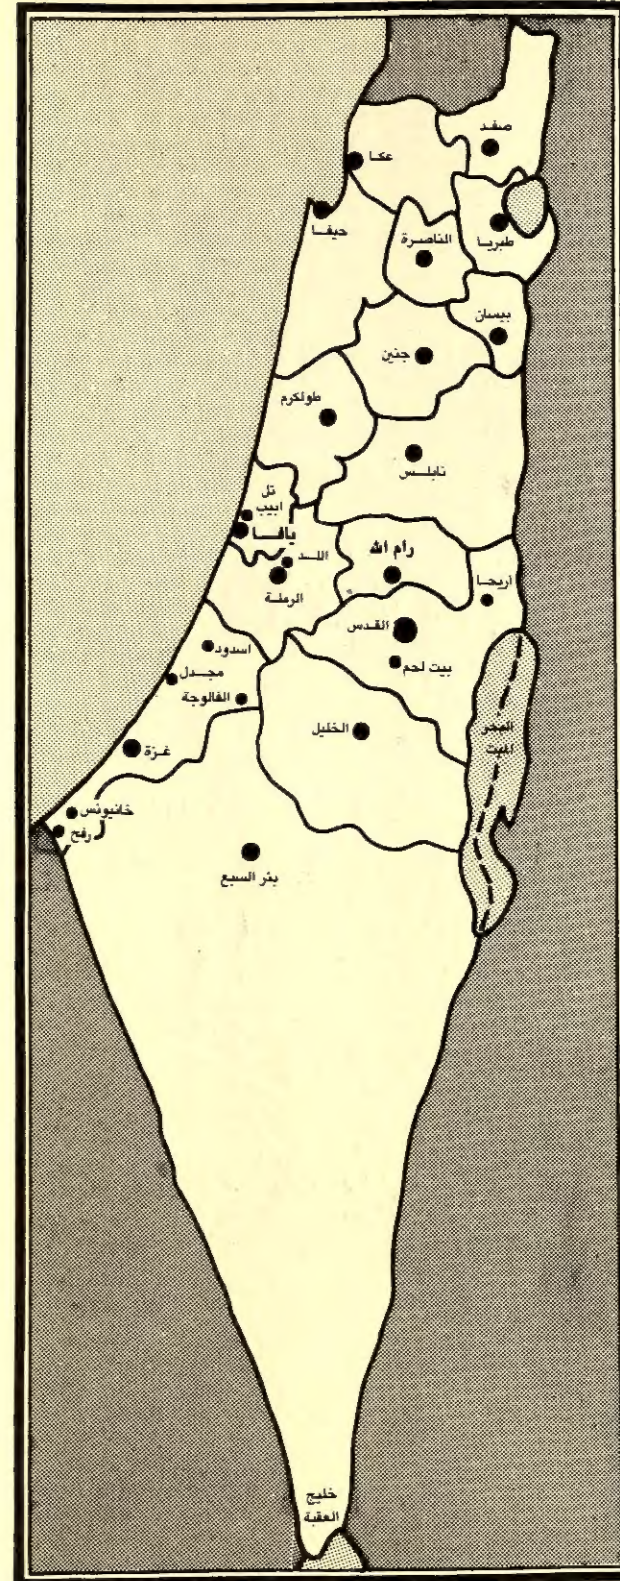 صفد
عكا
حيفا
طبريا
الناصرة
بيسان
جنين
طولكرم
نابلس
تل
ابيب
يافا
اللد
رام الله
اريحا
الرملة
القدس
اسدود
بيت لحم
مجدل
الفالوجة
الخليل
البحر
الميت
غزة
خانيونس
رفح
بئر السبع
خليج
العقبة